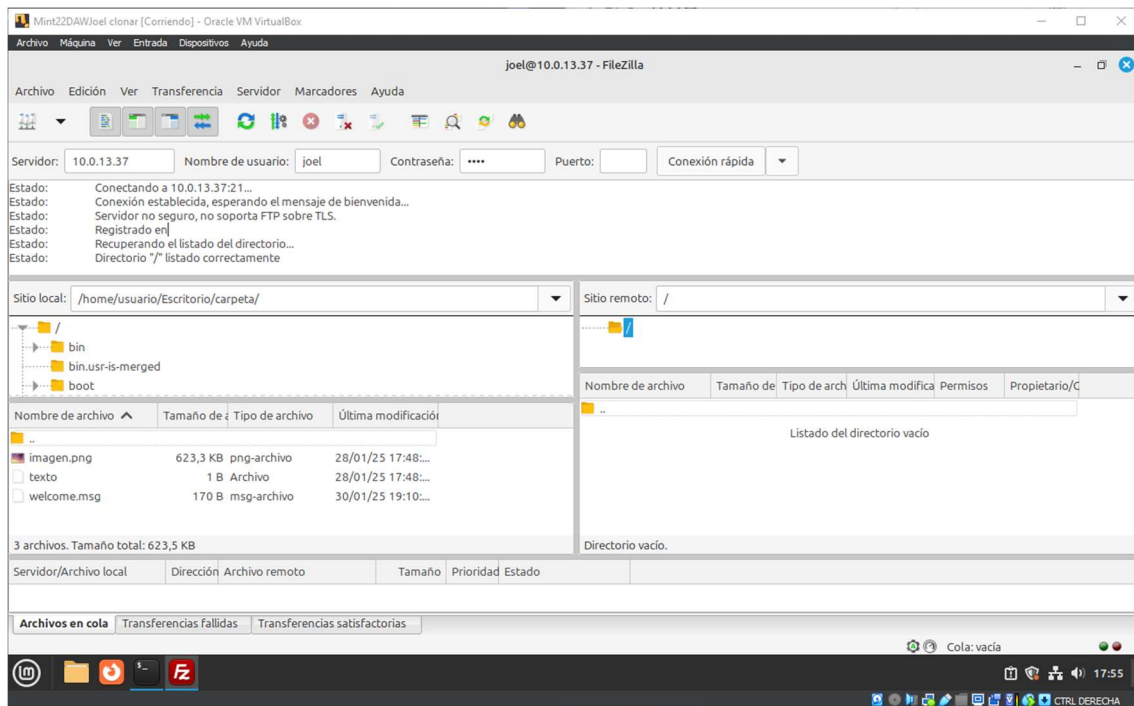 Mint22DAWJoel clonar [Corriendo] - Oracle VM VirtualBox
Archivo Máquina Ver Entrada Dispositivos Ayuda
joel@10.0.13.37 - FileZilla
Archivo Edición Ver Transferencia Servidor Marcadores Ayuda
Servidor: 10.0.13.37 Nombre de usuario: joel Contraseña: •••• Puerto: Conexión rápida
Estado: Conectando a 10.0.13.37:21...
Estado: Conexión establecida, esperando el mensaje de bienvenida...
Estado: Servidor no seguro, no soporta FTP sobre TLS.
Estado: Registrado en
Estado: Recuperando el listado del directorio...
Estado: Directorio "/" listado correctamente
Sitio local: /home/usuario/Escritorio/carpeta/
Sitio remoto: /
/
bin
bin.usr-is-merged
boot
/
Nombre de archivo Tamaño de a Tipo de archivo Última modificación
..
imagen.png 623,3 KB png-archivo 28/01/25 17:48:...
texto 1 B Archivo 28/01/25 17:48:...
welcome.msg 170 B msg-archivo 30/01/25 19:10:...
3 archivos. Tamaño total: 623,5 KB
Nombre de archivo Tamaño de Tipo de arch Última modifica Permisos Propietario/G
..
Listado del directorio vacío
Directorio vacío.
Servidor/Archivo local Dirección Archivo remoto Tamaño Prioridad Estado
Archivos en cola Transferencias fallidas Transferencias satisfactorias
Cola: vacía
17:55
CTRL DERECHA